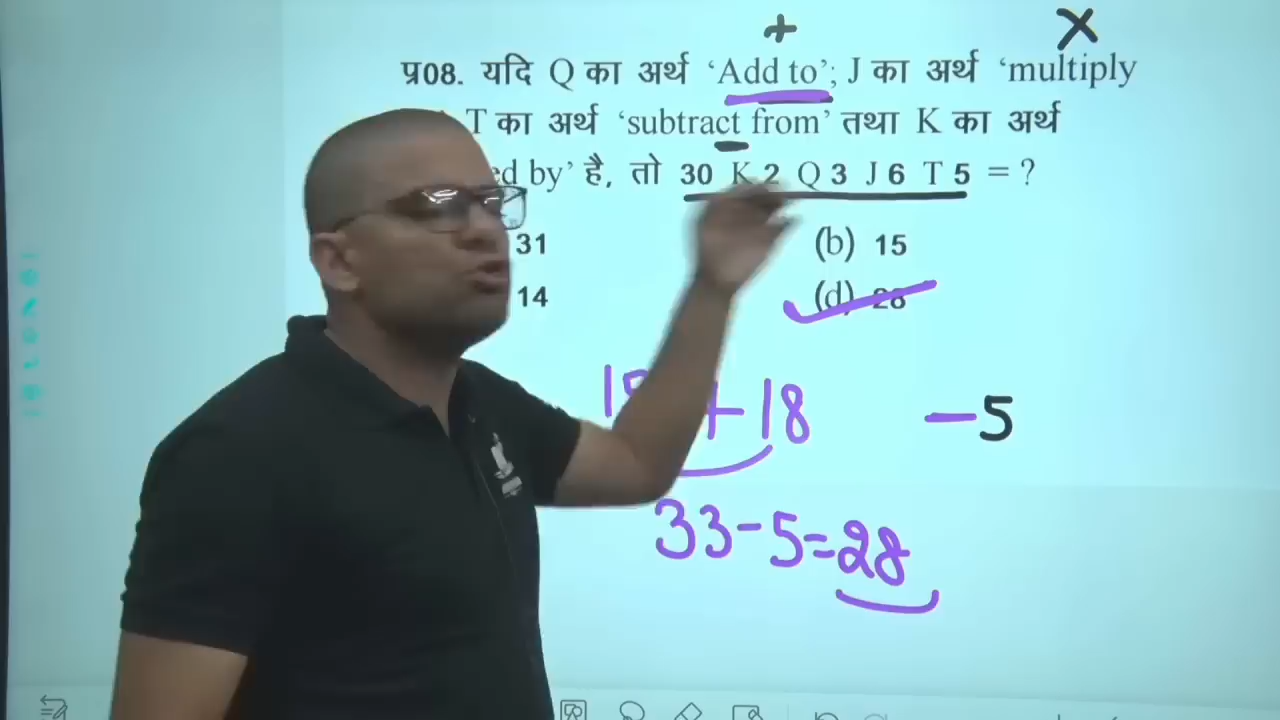 + ×
प्र08. यदि Q का अर्थ ‘Add to’; J का अर्थ ‘multiply
T का अर्थ ‘subtract from’ तथा K का अर्थ
ed by’ है, तो 30 K 2 Q 3 J 6 T 5 = ?
31 (b) 15
14 (d) 28
+ 18 – 5
33 – 5 = 28